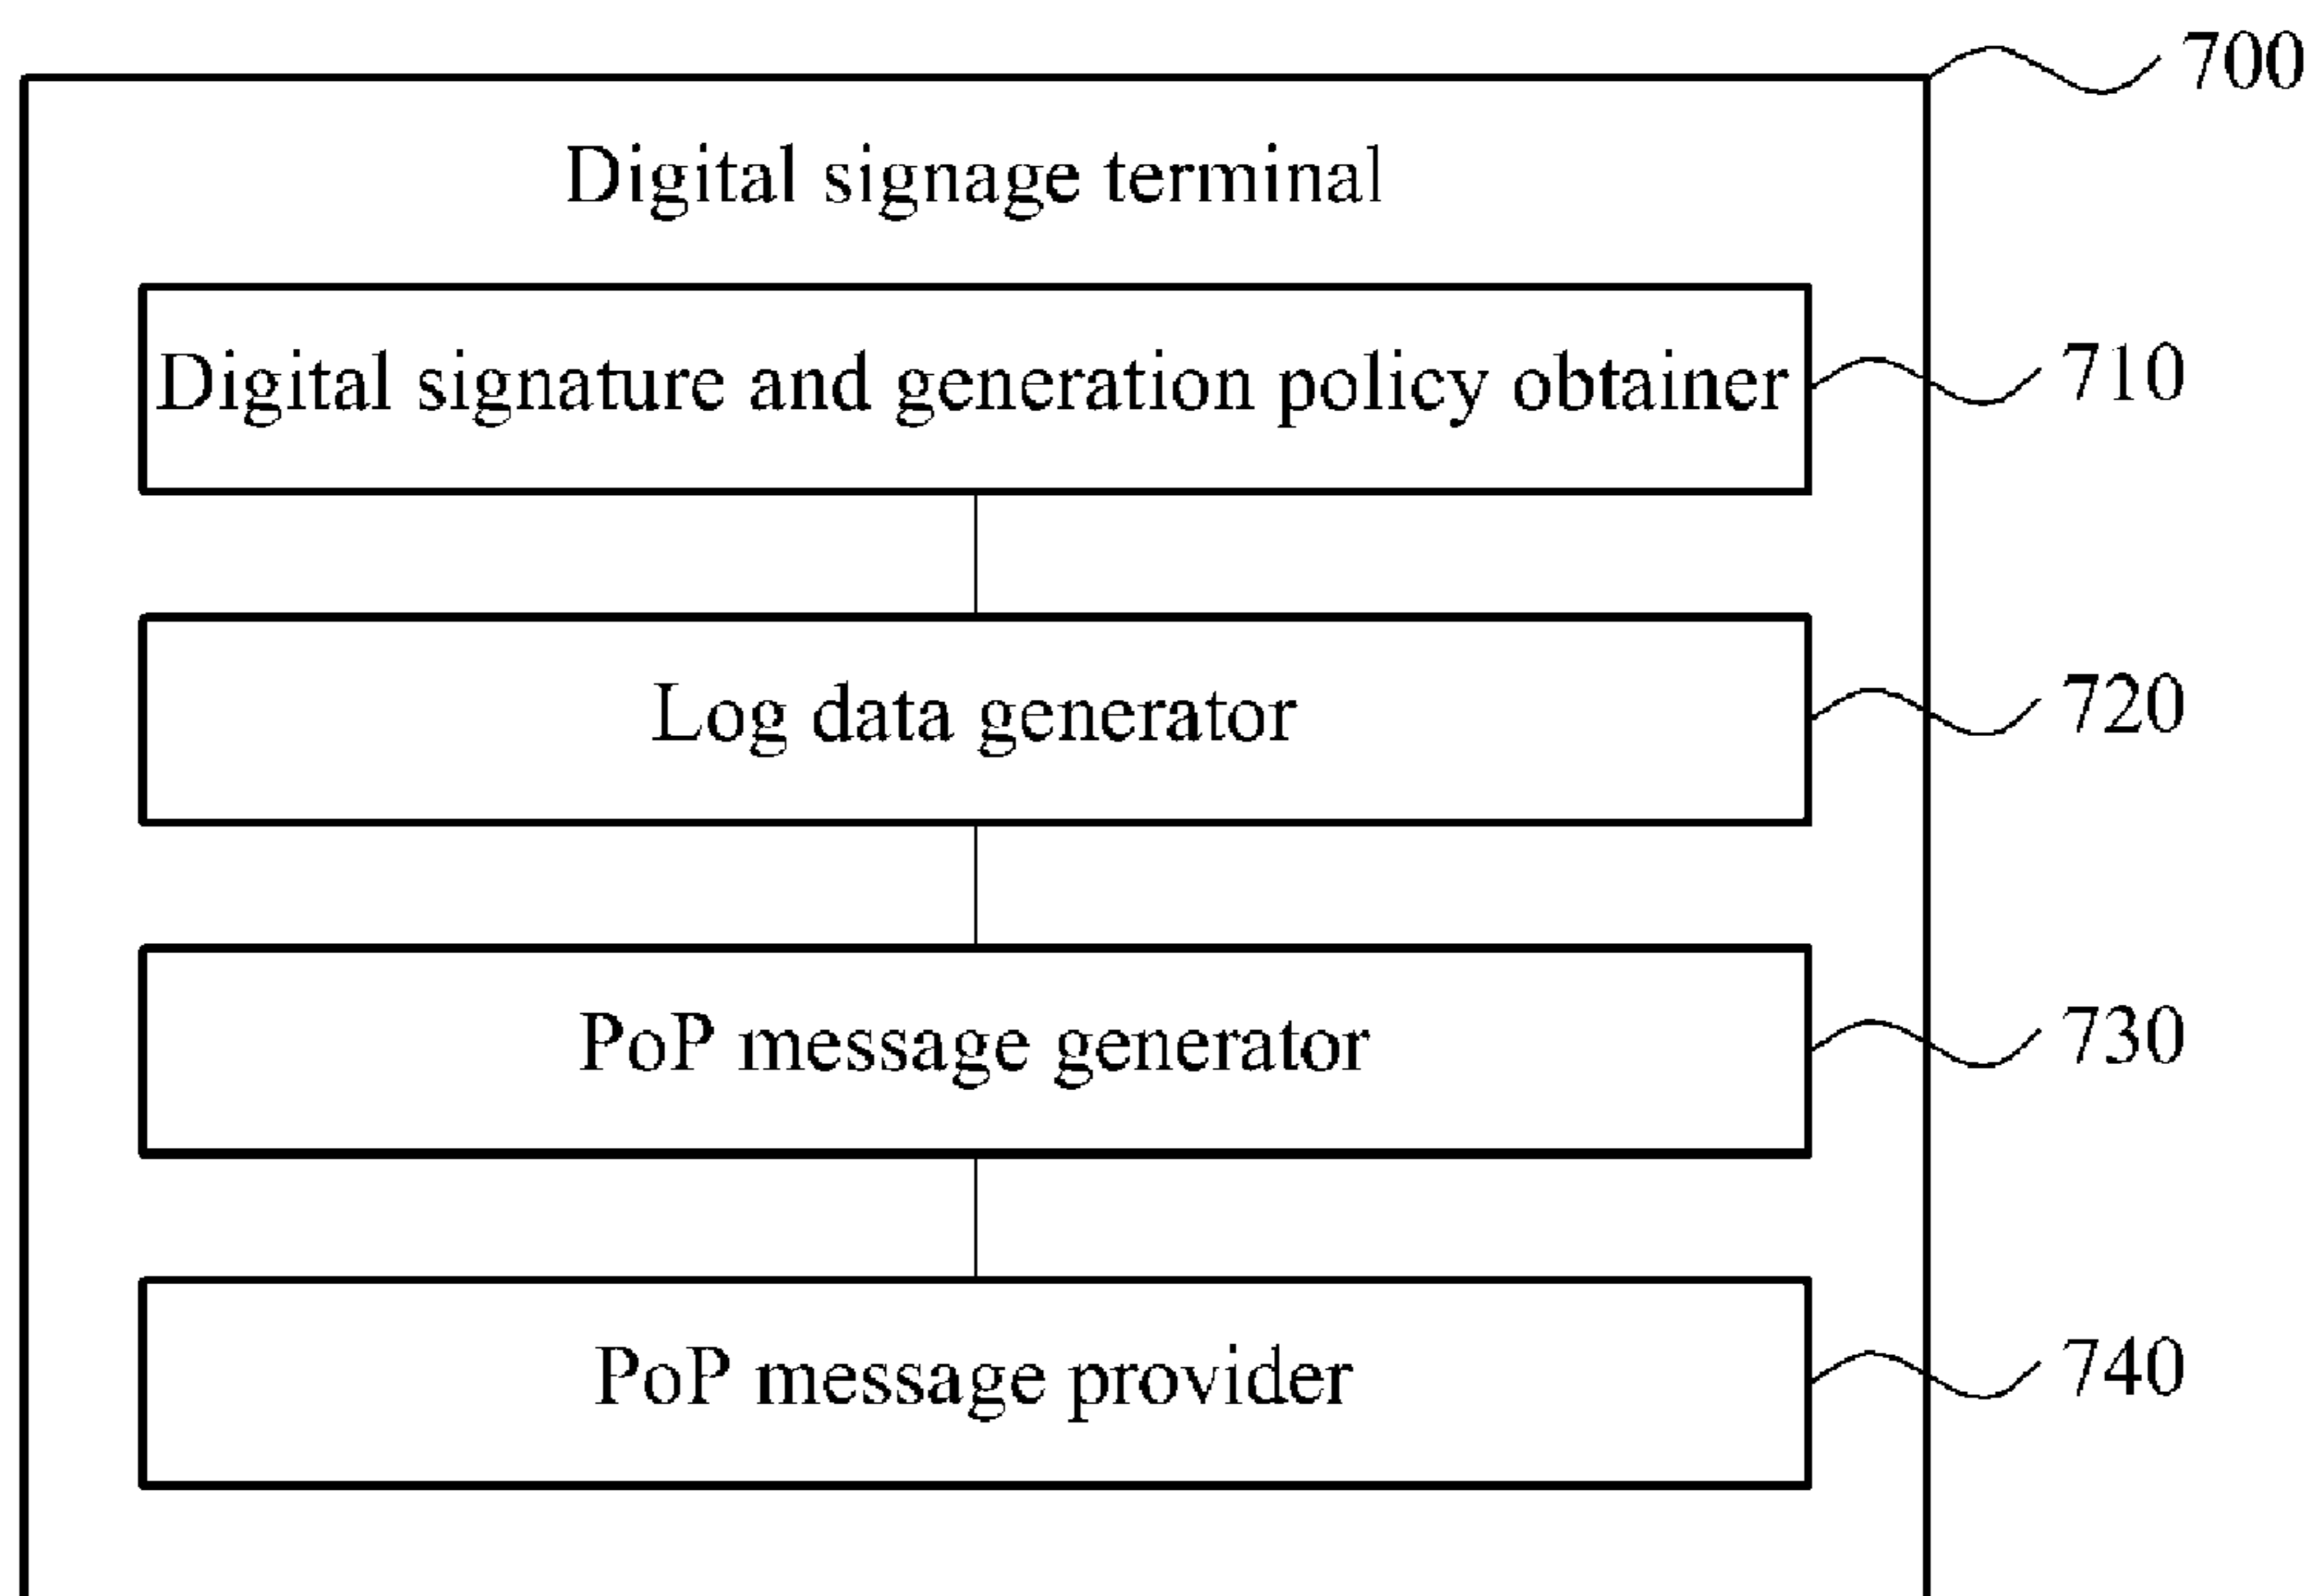 700
Digital signage terminal
Digital signature and generation policy obtainer
710
Log data generator
720
PoP message generator
730
PoP message provider
740